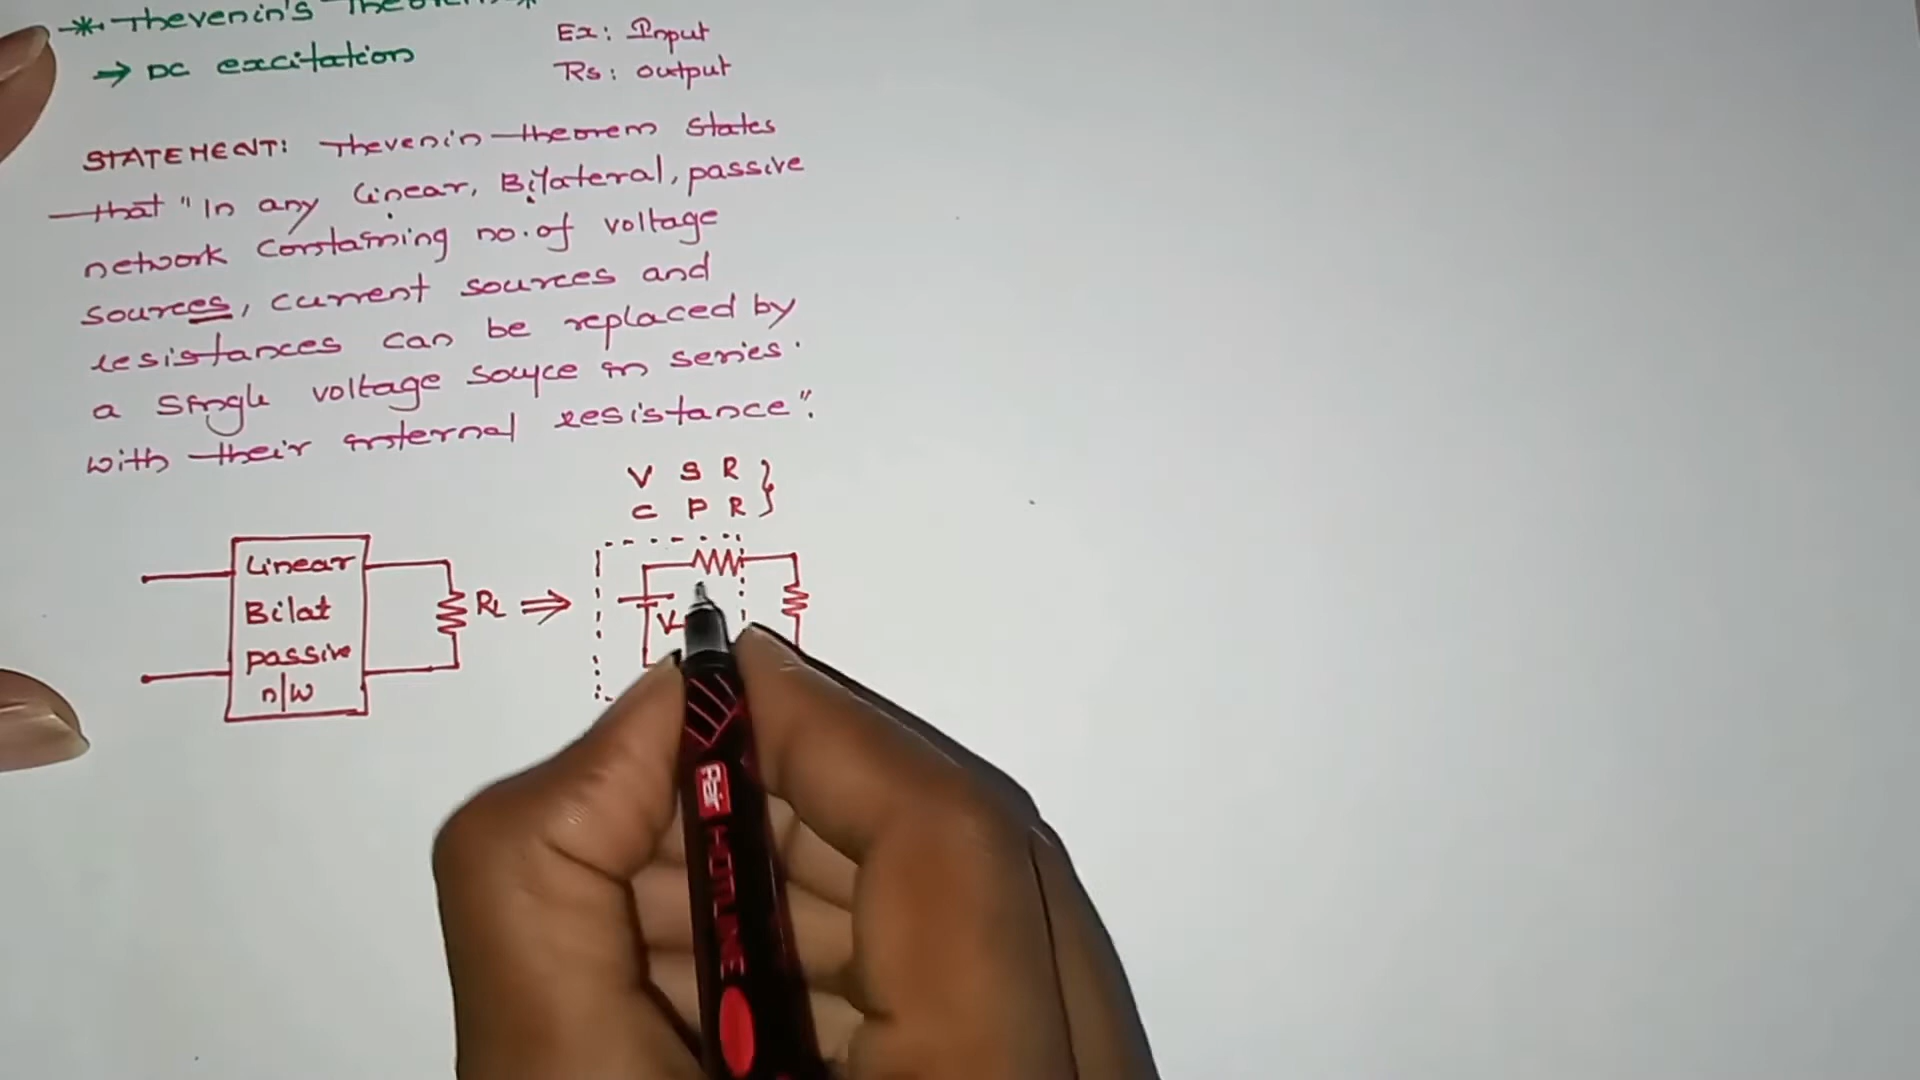 * Thevenin's Theorem *
→ DC excitation
Ex: Input
Rs: output
STATEMENT: Thevenin theorem States
that "In any Linear, Bilateral, passive
network containing no. of voltage
sources, current sources and
resistances can be replaced by
a single voltage source in series
with their internal resistance".
V S R }
C P R
Linear
Bilat
passive
n/w
RL ⇒
V
HOTLINE